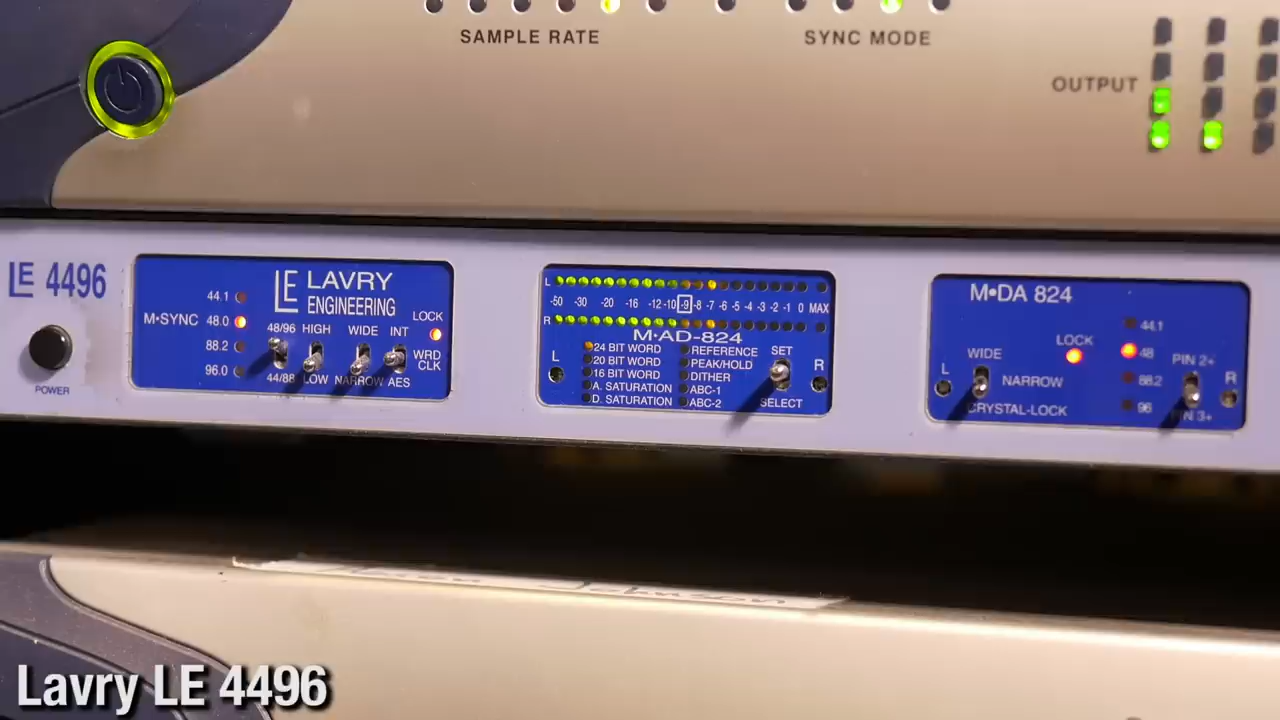 SAMPLE RATE
SYNC MODE
OUTPUT
LE 4496
POWER
M•SYNC
44.1
48.0
88.2
96.0
LE LAVRY
ENGINEERING
48/96 HIGH WIDE INT LOCK
44/88 LOW NARROW AES WRD
CLK
L
-50 -30 -20 -16 -12 -10 -9 -8 -7 -6 -5 -4 -3 -2 -1 0 MAX
R
M•AD-824
L
24 BIT WORD
20 BIT WORD
16 BIT WORD
A. SATURATION
D. SATURATION
REFERENCE
PEAK/HOLD
DITHER
ABC-1
ABC-2
SET
SELECT
R
M•DA 824
L
WIDE
NARROW
CRYSTAL-LOCK
LOCK
44.1
48
88.2
96
PIN 2+
PIN 3+
R
Lavry LE 4496